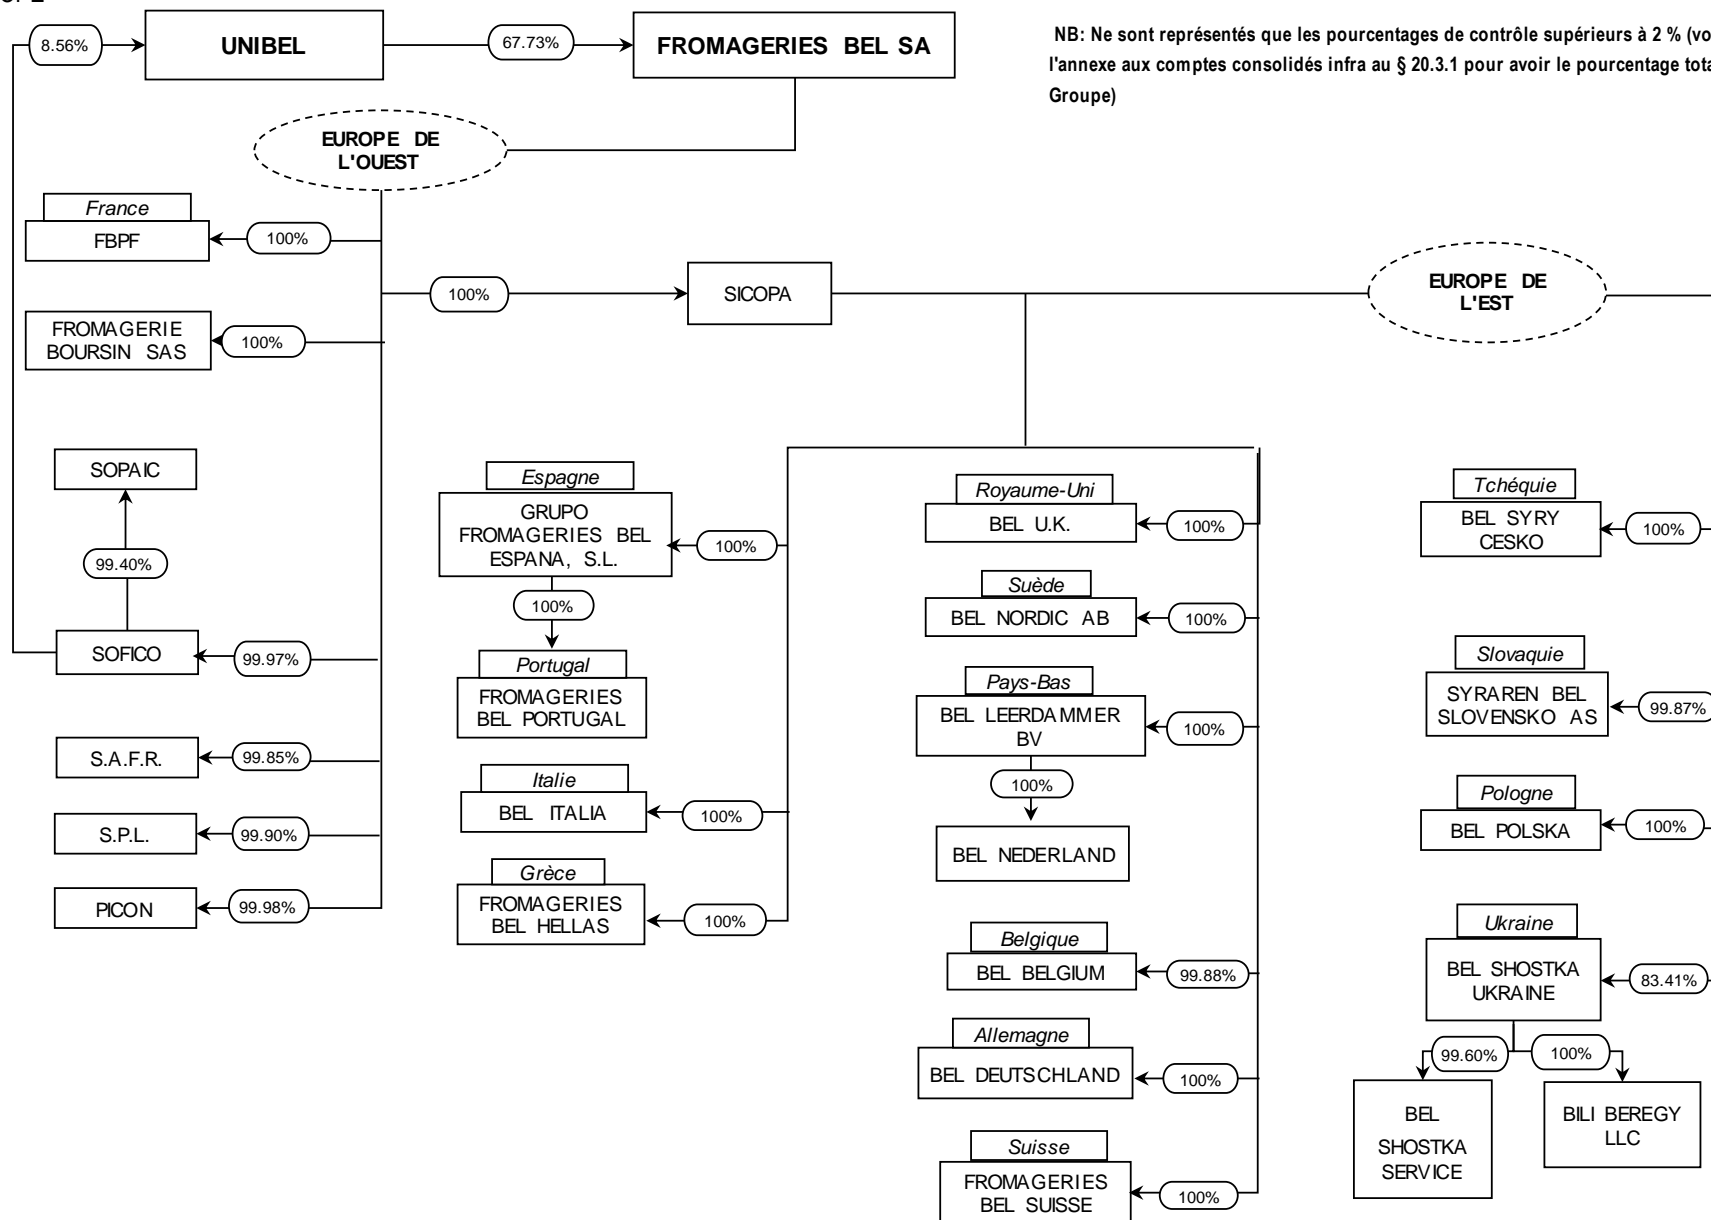 8.56%
UNIBEL
67.73%
FROMAGERIES BEL SA
NB: Ne sont représentés que les pourcentages de contrôle supérieurs à 2 % (vo
l'annexe aux comptes consolidés infra au § 20.3.1 pour avoir le pourcentage tota
Groupe)
EUROPE DE
L'OUEST
France
FBPF
100%
100%
SICOPA
EUROPE DE
L'EST
FROMAGERIE
BOURSIN SAS
100%
SOPAIC
99.40%
SOFICO
99.97%
S.A.F.R.
99.85%
S.P.L.
99.90%
PICON
99.98%
Espagne
GRUPO
FROMAGERIES BEL
ESPANA, S.L.
100%
100%
Portugal
FROMAGERIES
BEL PORTUGAL
Italie
BEL ITALIA
100%
Grèce
FROMAGERIES
BEL HELLAS
100%
Royaume-Uni
BEL U.K.
100%
Suède
BEL NORDIC AB
100%
Pays-Bas
BEL LEERDAMMER
BV
100%
100%
BEL NEDERLAND
Belgique
BEL BELGIUM
99.88%
Allemagne
BEL DEUTSCHLAND
100%
Suisse
FROMAGERIES
BEL SUISSE
100%
Tchéquie
BEL SYRY
CESKO
100%
Slovaquie
SYRAREN BEL
SLOVENSKO AS
99.87%
Pologne
BEL POLSKA
100%
Ukraine
BEL SHOSTKA
UKRAINE
83.41%
99.60%
100%
BEL
SHOSTKA
SERVICE
BILI BEREGY
LLC